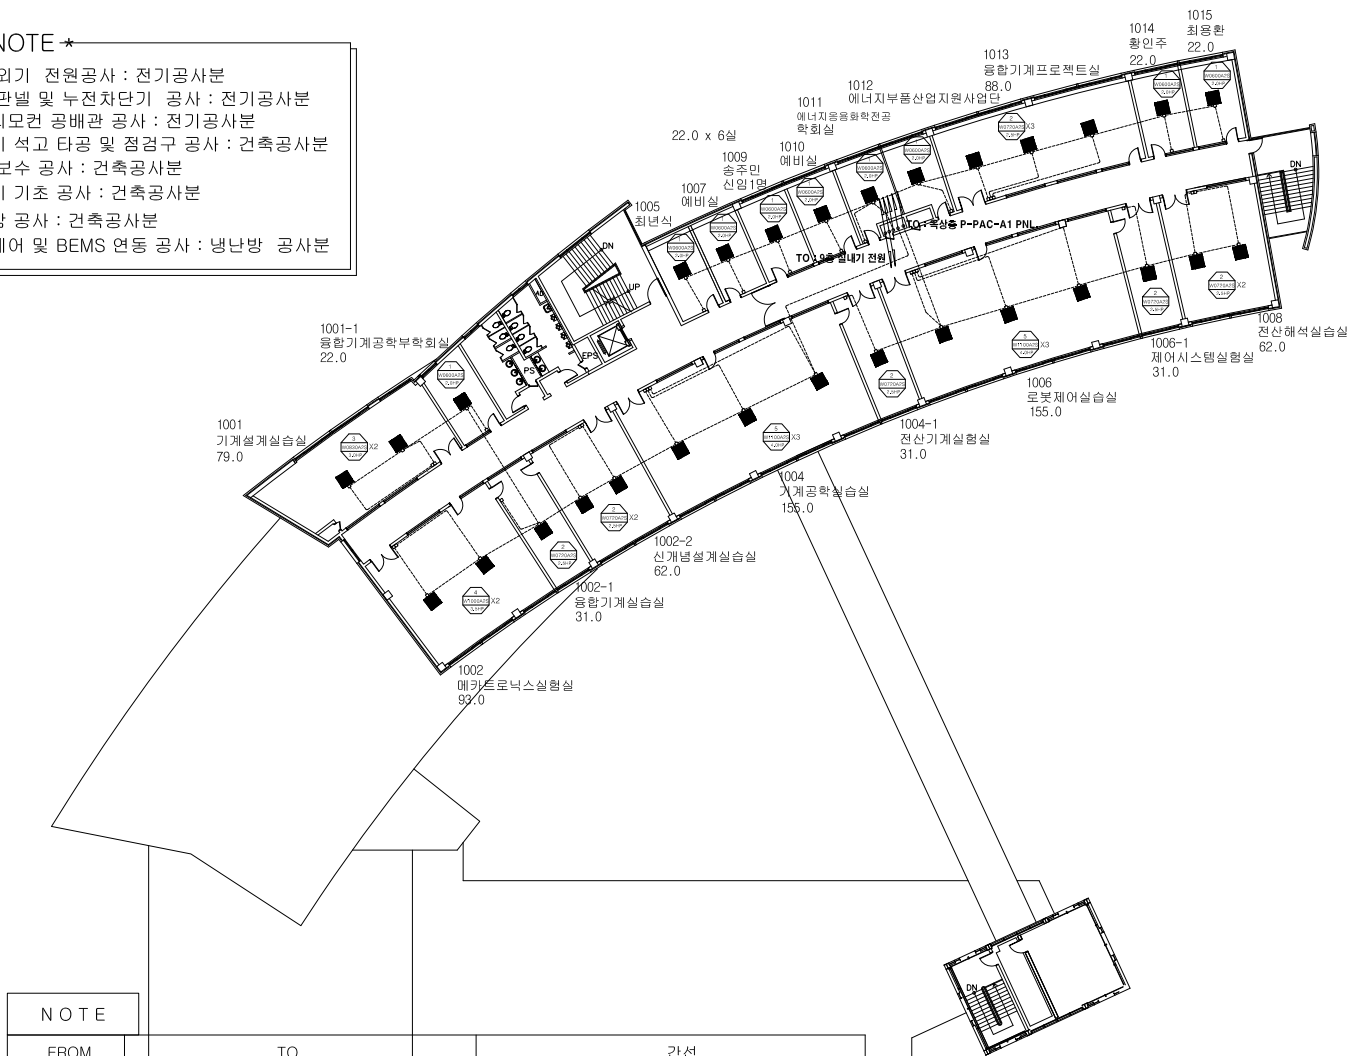 NOTE *
외기 전원공사 : 전기공사분
판넬 및 누전차단기 공사 : 전기공사분
리모컨 공배관 공사 : 전기공사분
석고 타공 및 점검구 공사 : 건축공사분
보수 공사 : 건축공사분
기초 공사 : 건축공사분
공사 : 건축공사분
제어 및 BEMS 연동 공사 : 냉난방 공사분
1015
최용환
22.0
1014
황인주
22.0
1013
융합기계프로젝트실
88.0
1012
에너지부품산업지원사업단
1011
에너지응용화학전공
학회실
22.0 x 6실
1010
예비실
1009
송주민
신임1명
1007
예비실
1005
최년식
DN
UP
AD
EPS
PS
DN
TO : 옥상층 P-PAC-A1 PNL.
TO : 9층 실내기 전원
1001-1
융합기계공학부학회실
22.0
1001
기계설계실습실
79.0
1008
전산해석실습실
62.0
1006-1
제어시스템실험실
31.0
1006
로봇제어실습실
155.0
1004-1
전산기계실험실
31.0
1004
기계공학실습실
155.0
1002-2
신개념설계실습실
62.0
1002-1
융합기계실습실
31.0
1002
메카트로닉스실험실
93.0
X2
X2
X2
X3
X3
X3
X2
DN
NOTE
FROM
TO
간선